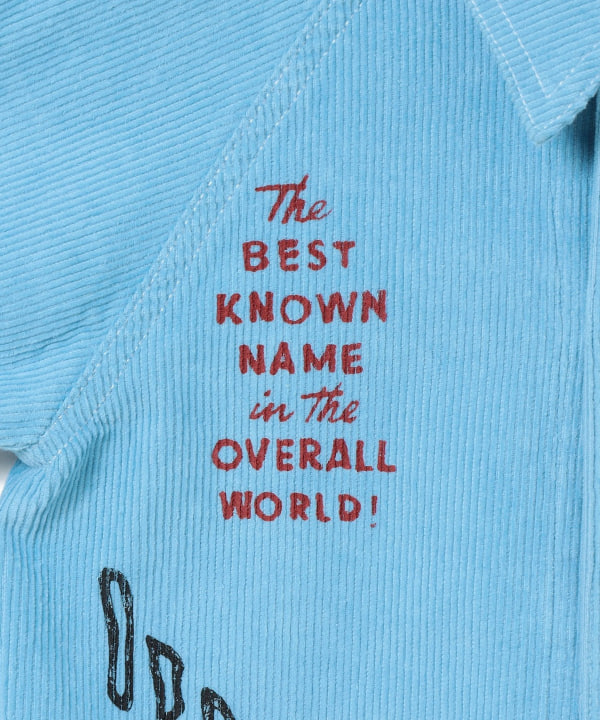 The
BEST
KNOWN
NAME
in the
OVERALL
WORLD!